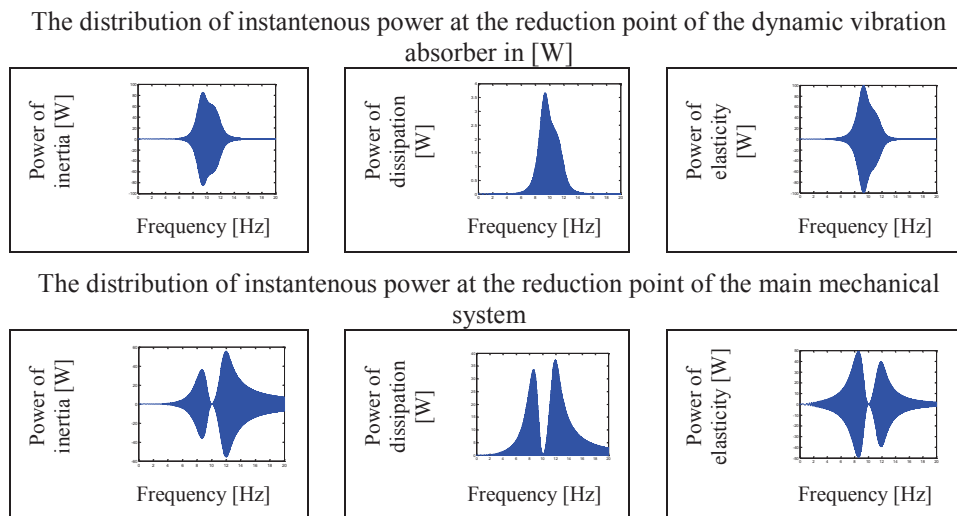 The distribution of instantenous power at the reduction point of the dynamic vibration
absorber in [W]
Power of
inertia [W]
Frequency [Hz]
Power of
dissipation
[W]
Frequency [Hz]
Power of
elasticity
[W]
Frequency [Hz]
The distribution of instantenous power at the reduction point of the main mechanical
system
Power of
inertia [W]
Frequency [Hz]
Power of
dissipation
[W]
Frequency [Hz]
Power of
elasticity [W]
Frequency [Hz]